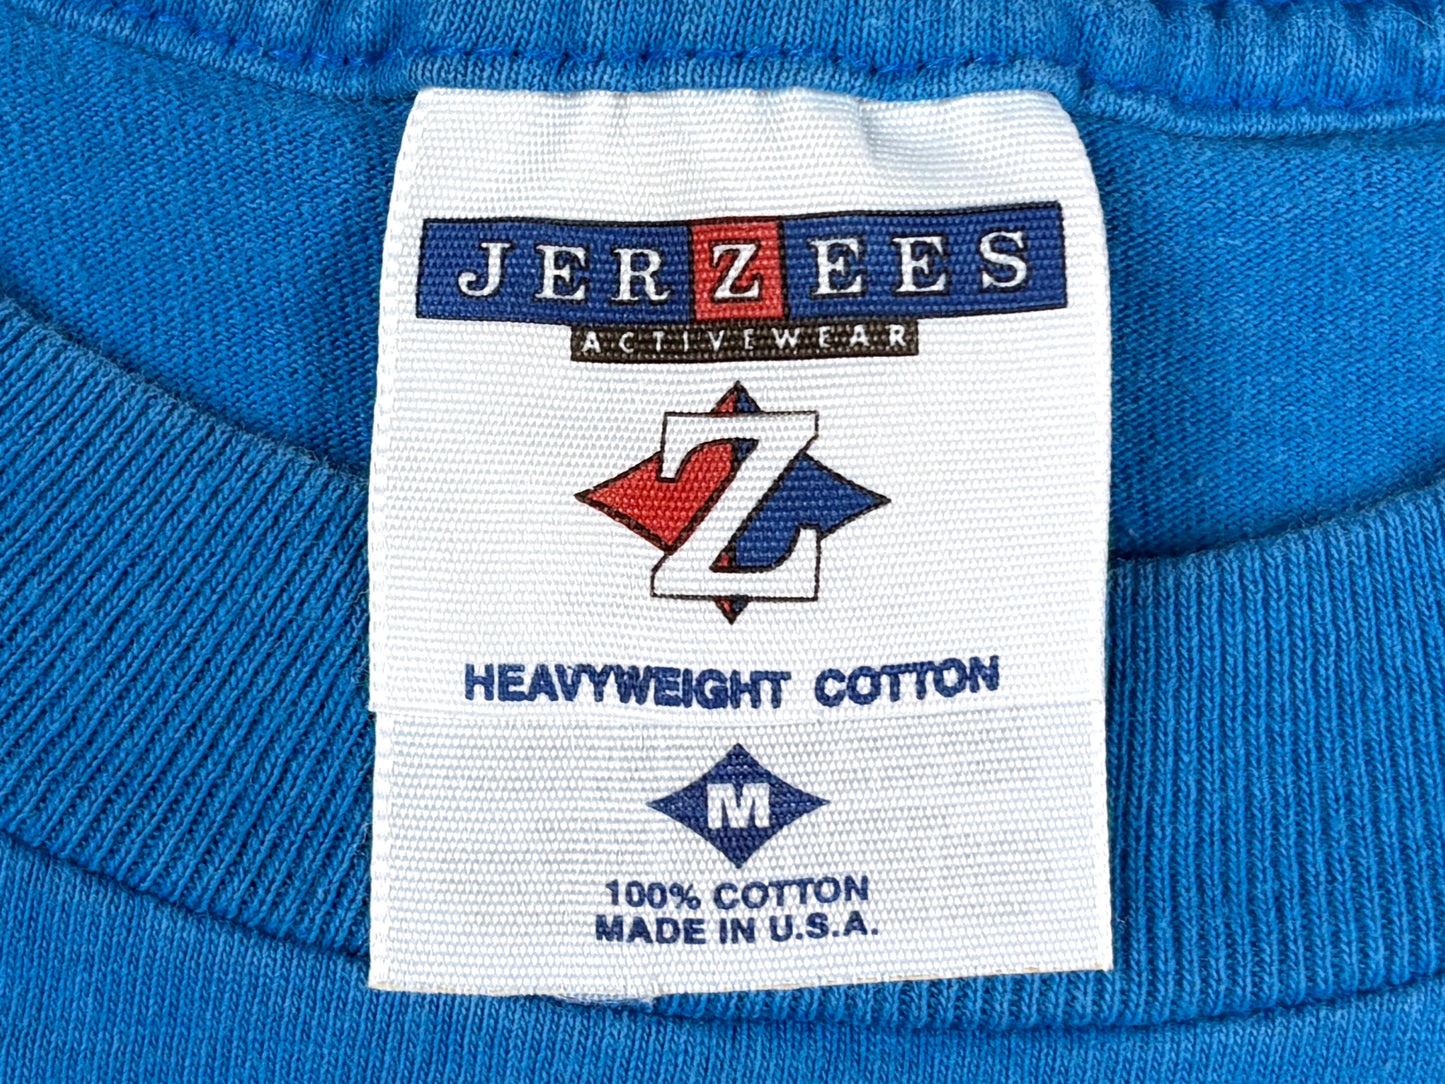 JERZEES
ACTIVEWEAR
Z
HEAVYWEIGHT COTTON
M
100% COTTON
MADE IN U.S.A.